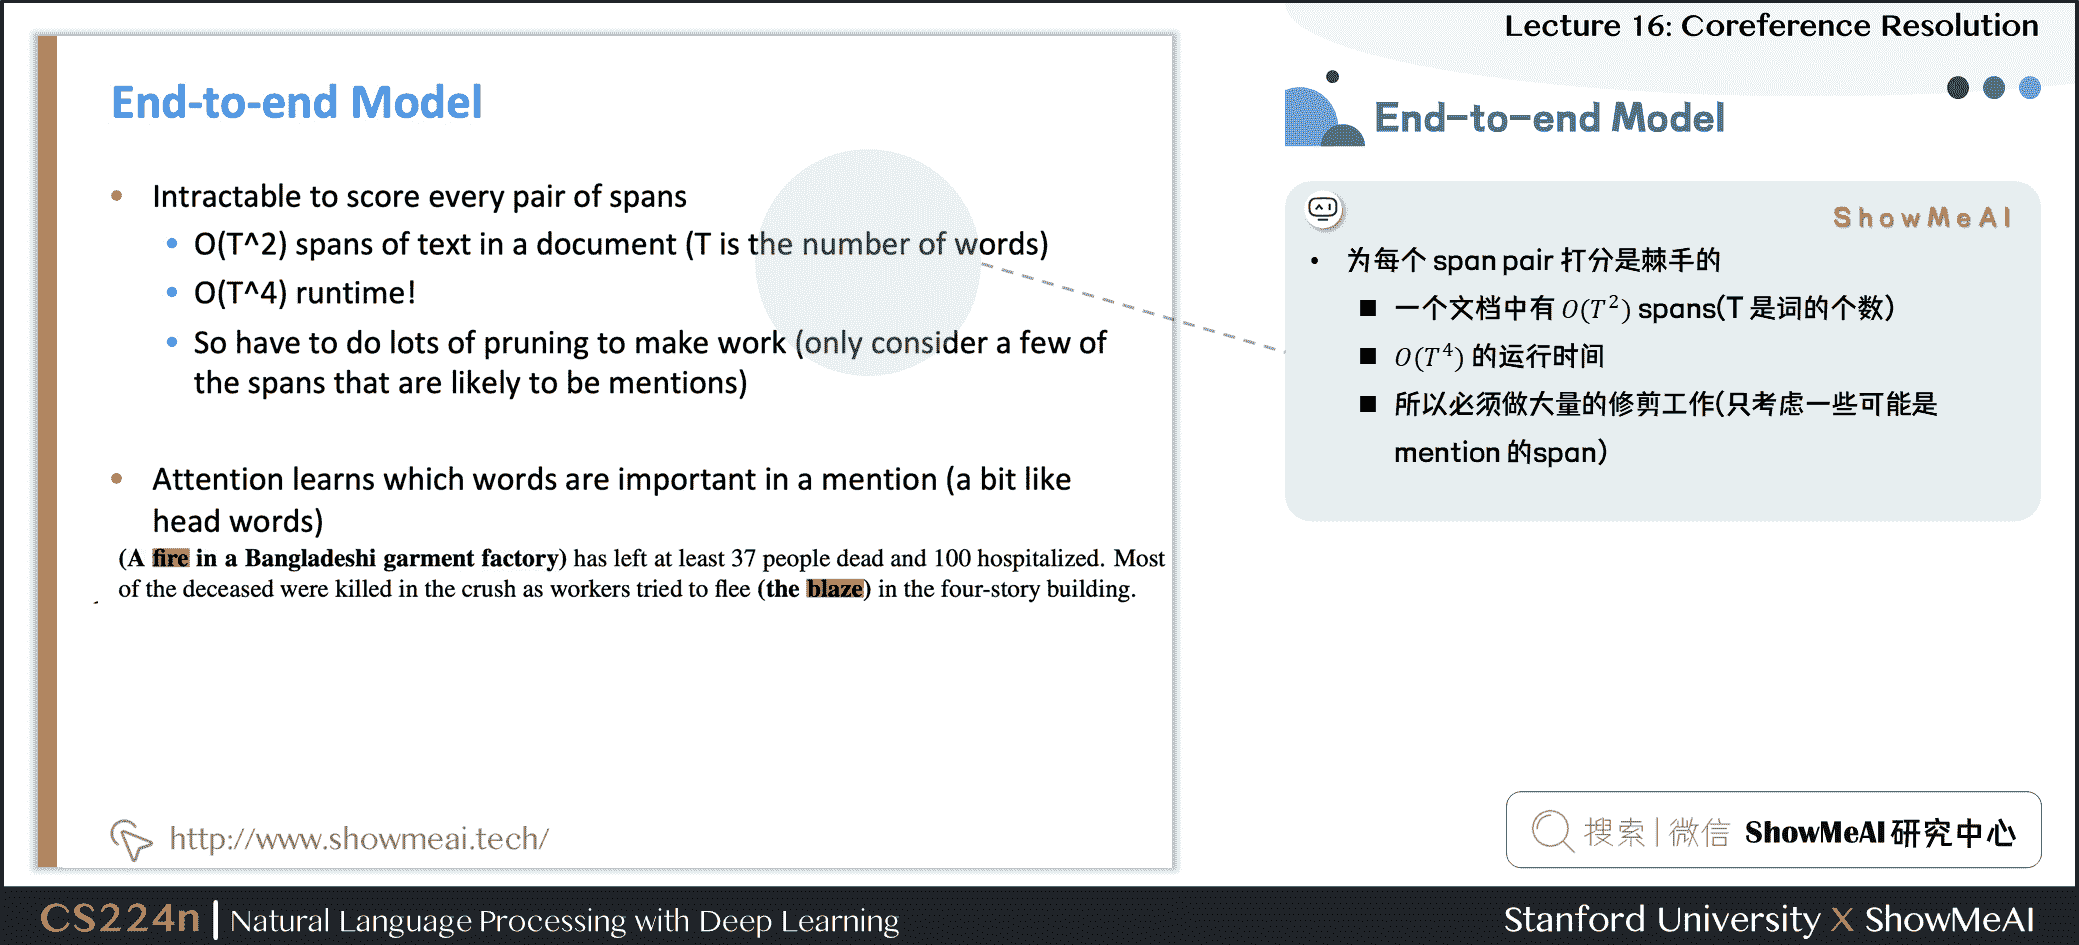 Lecture 16: Coreference Resolution
End-to-end Model
• Intractable to score every pair of spans
• O(T^2) spans of text in a document (T is the number of words)
• O(T^4) runtime!
• So have to do lots of pruning to make work (only consider a few of
the spans that are likely to be mentions)
• Attention learns which words are important in a mention (a bit like
head words)
(A fire in a Bangladeshi garment factory) has left at least 37 people dead and 100 hospitalized. Most
of the deceased were killed in the crush as workers tried to flee (the blaze) in the four-story building.
http://www.showmeai.tech/
End-to-end Model
ShowMeAI
• 为每个 span pair 打分是棘手的
■ 一个文档中有 O(T²) spans(T 是词的个数)
■ O(T⁴) 的运行时间
■ 所以必须做大量的修剪工作(只考虑一些可能是
mention 的span)
搜索 | 微信 ShowMeAI 研究中心
CS224n | Natural Language Processing with Deep Learning
Stanford University X ShowMeAI